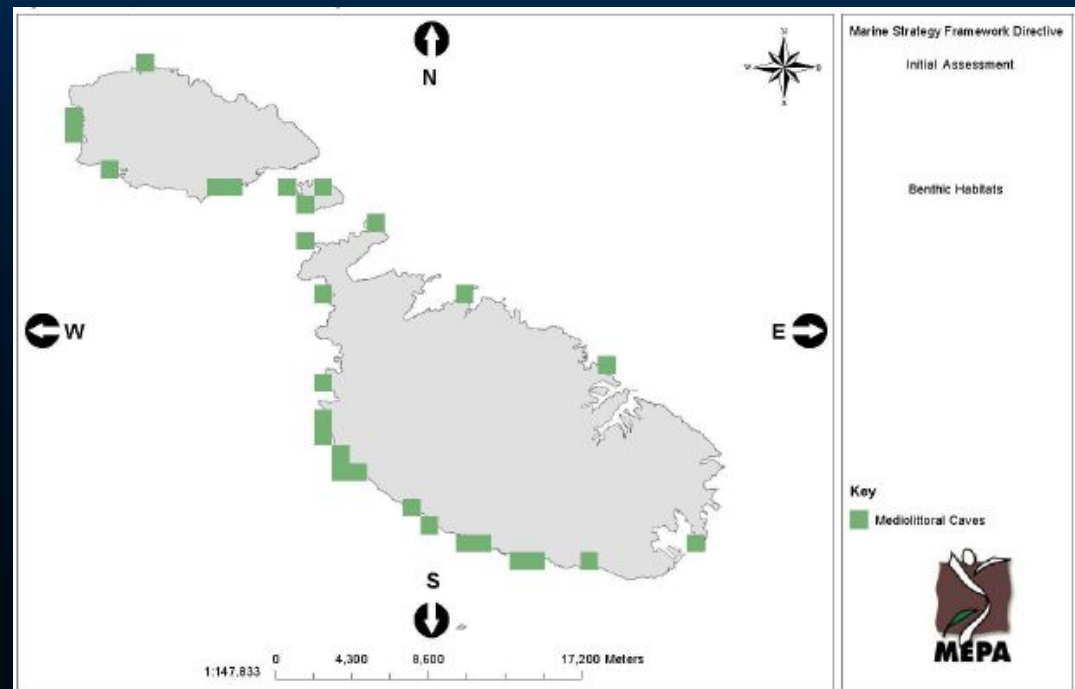 Marine Strategy Framework Directive
Initial Assessment
Benthic Habitats
N
N
W
E
S
W
E
S
Key
Mediolittoral Caves
MEPA
1:147,833
0 4,300 8,600 17,200 Meters